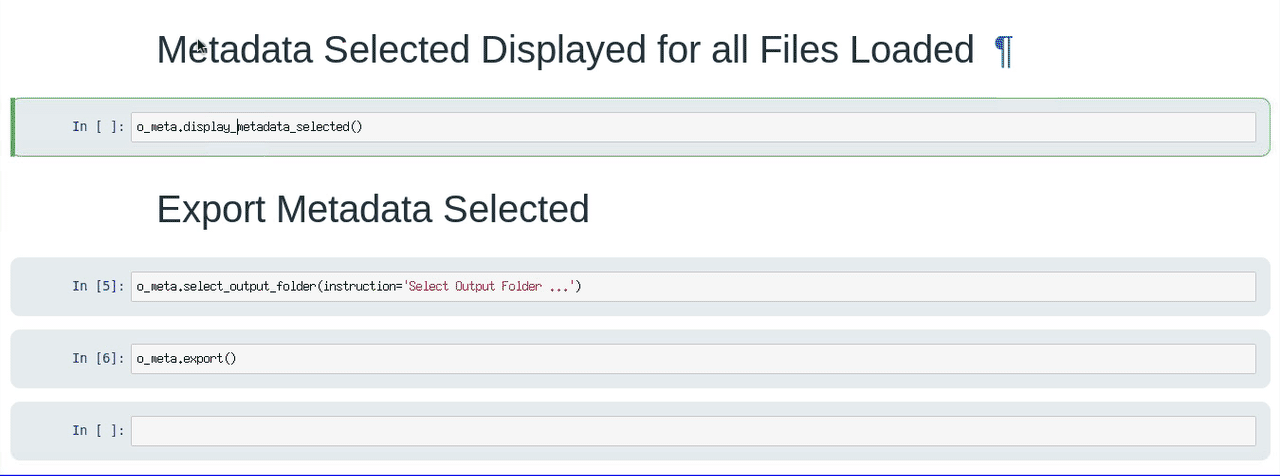 Metadata Selected Displayed for all Files Loaded ¶
In [ ]: o_meta.display_metadata_selected()
Export Metadata Selected
In [5]: o_meta.select_output_folder(instruction='Select Output Folder ...')
In [6]: o_meta.export()
In [ ]: